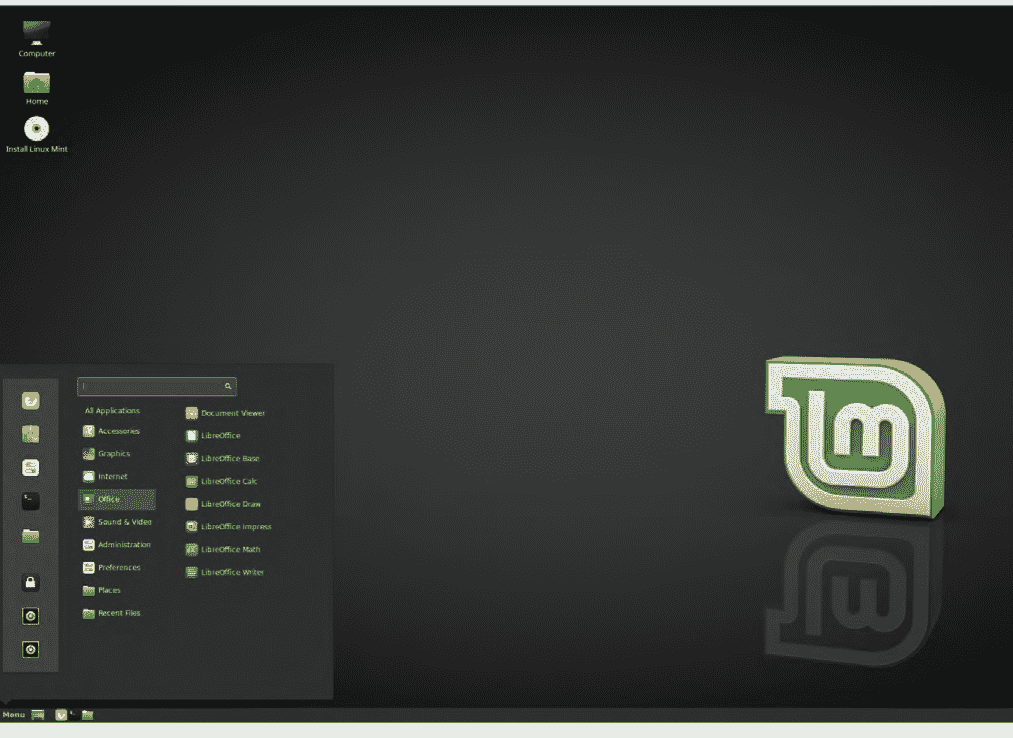 Computer
Home
Install Linux Mint
All Applications
Accessories
Graphics
Internet
Office
Sound & Video
Administration
Preferences
Places
Recent Files
Document Viewer
LibreOffice
LibreOffice Base
LibreOffice Calc
LibreOffice Draw
LibreOffice Impress
LibreOffice Math
LibreOffice Writer
Menu